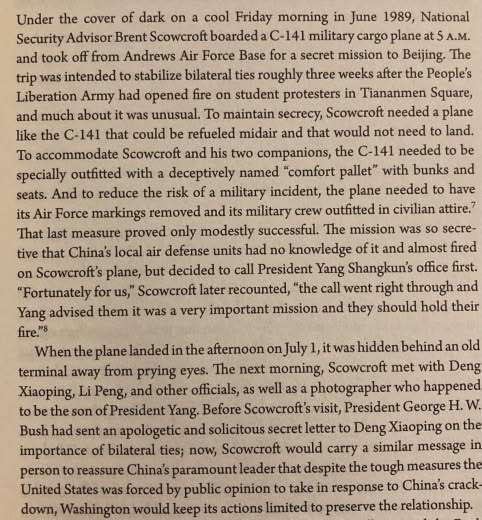 Under the cover of dark on a cool Friday morning in June 1989, National
Security Advisor Brent Scowcroft boarded a C-141 military cargo plane at 5 A.M.
and took off from Andrews Air Force Base for a secret mission to Beijing. The
trip was intended to stabilize bilateral ties roughly three weeks after the People's
Liberation Army had opened fire on student protesters in Tiananmen Square,
and much about it was unusual. To maintain secrecy, Scowcroft needed a plane
like the C-141 that could be refueled midair and that would not need to land.
To accommodate Scowcroft and his two companions, the C-141 needed to be
specially outfitted with a deceptively named “comfort pallet” with bunks and
seats. And to reduce the risk of a military incident, the plane needed to have
its Air Force markings removed and its military crew outfitted in civilian attire.7
That last measure proved only modestly successful. The mission was so secre-
tive that China's local air defense units had no knowledge of it and almost fired
on Scowcroft's plane, but decided to call President Yang Shangkun's office first.
“Fortunately for us,” Scowcroft later recounted, “the call went right through and
Yang advised them it was a very important mission and they should hold their
fire.”8
When the plane landed in the afternoon on July 1, it was hidden behind an old
terminal away from prying eyes. The next morning, Scowcroft met with Deng
Xiaoping, Li Peng, and other officials, as well as a photographer who happened
to be the son of President Yang. Before Scowcroft's visit, President George H. W.
Bush had sent an apologetic and solicitous secret letter to Deng Xiaoping on the
importance of bilateral ties; now, Scowcroft would carry a similar message in
person to reassure China's paramount leader that despite the tough measures the
United States was forced by public opinion to take in response to China's crack-
down, Washington would keep its actions limited to preserve the relationship.